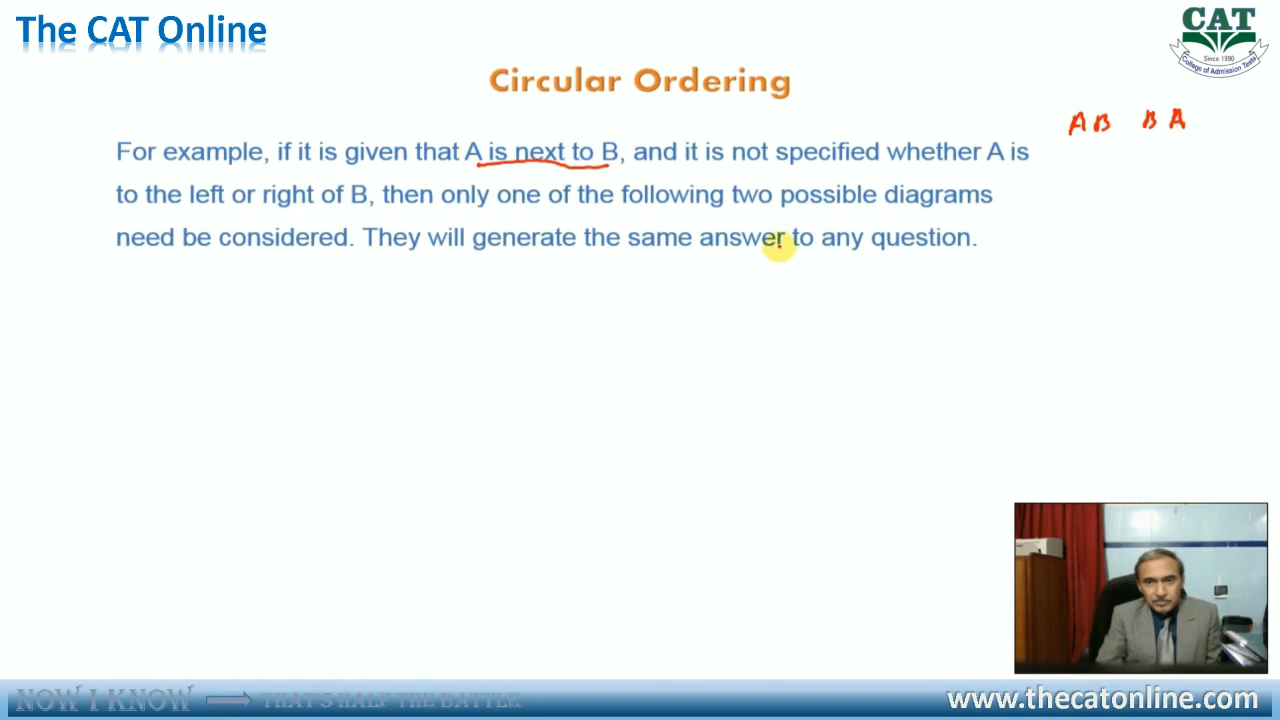 The CAT Online
CAT
Since 1990
College of Admission Tests
Circular Ordering
AB BA
For example, if it is given that A is next to B, and it is not specified whether A is
to the left or right of B, then only one of the following two possible diagrams
need be considered. They will generate the same answer to any question.
NOW I KNOW THAT'S HALF THE BATTLE
www.thecatonline.com